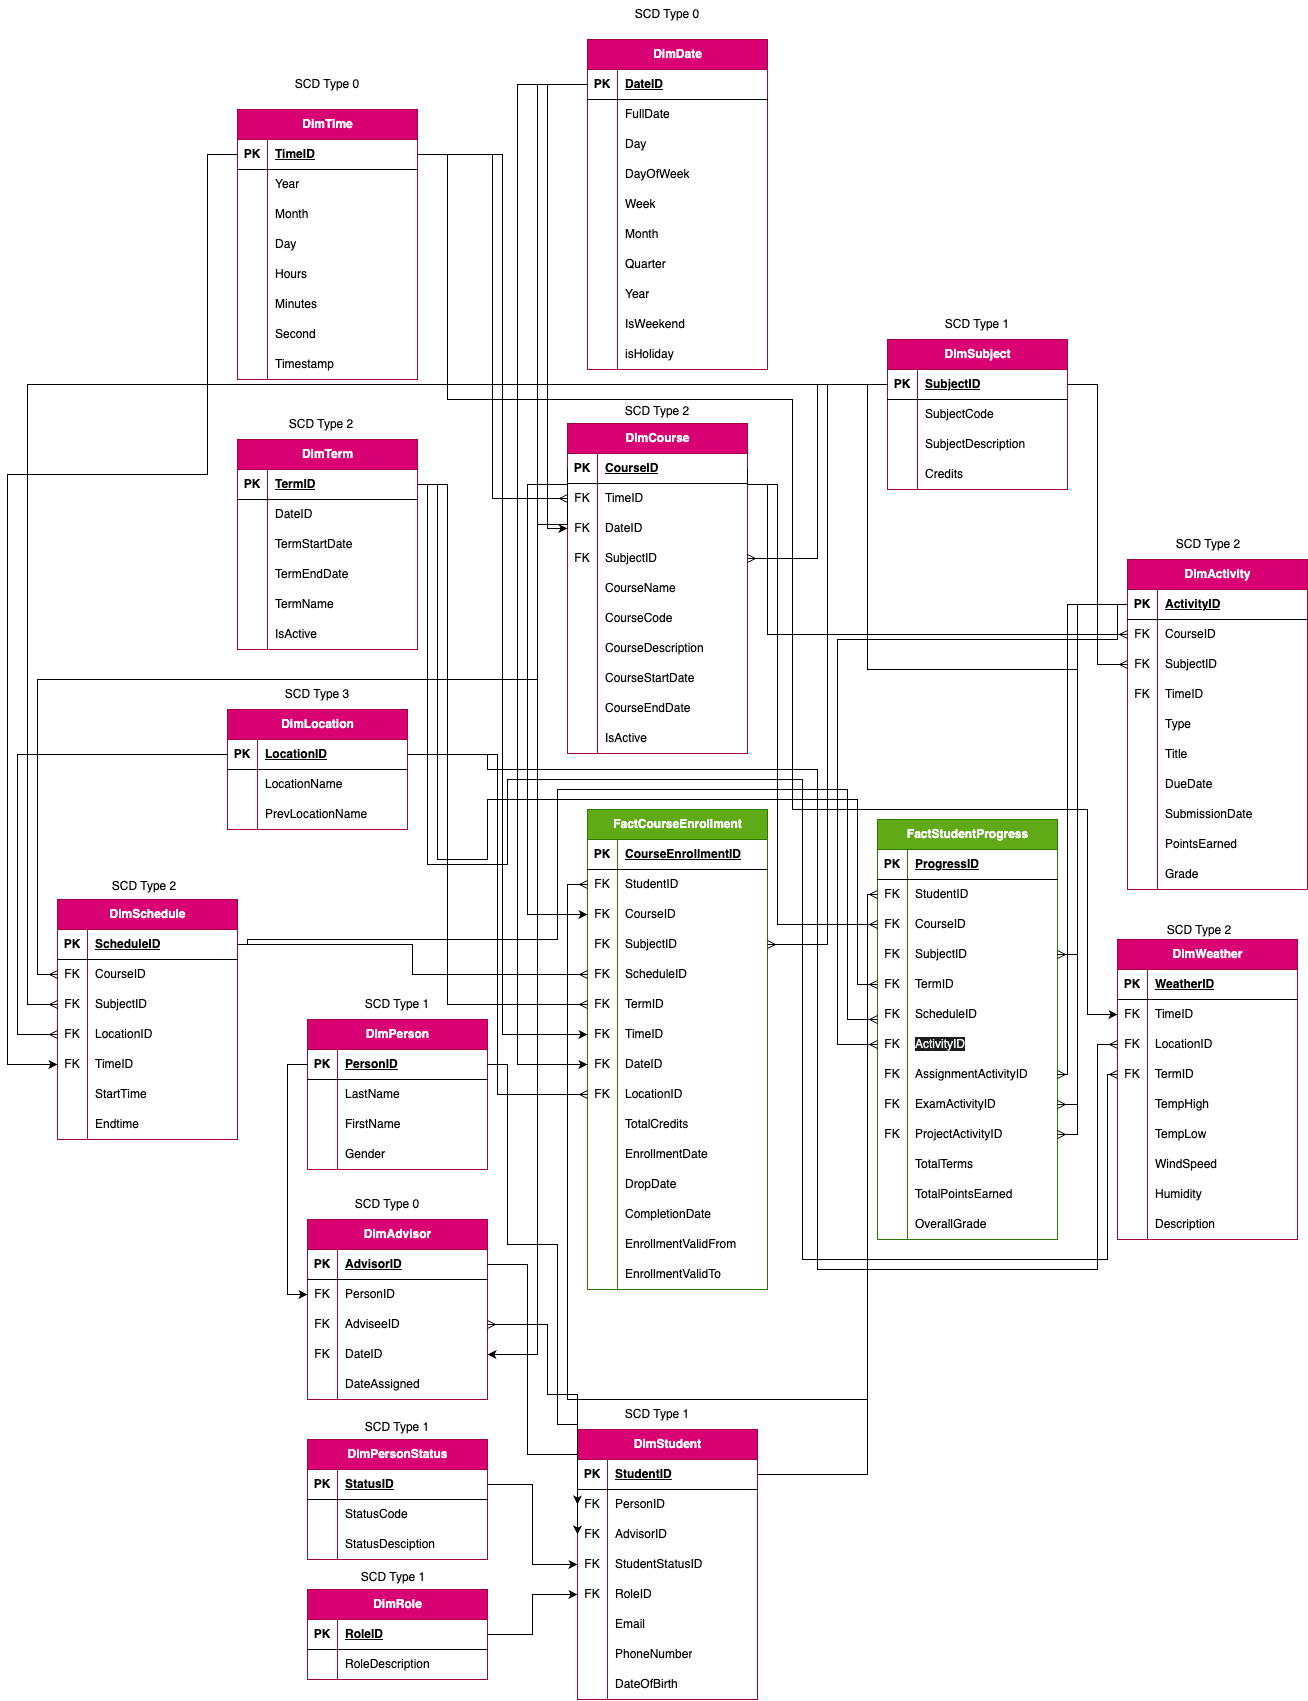 SCD Type 0
DimDate
PK DateID
FullDate
Day
DayOfWeek
Week
Month
Quarter
Year
IsWeekend
isHoliday
SCD Type 0
DimTime
PK TimeID
Year
Month
Day
Hours
Minutes
Second
Timestamp
SCD Type 1
DimSubject
PK SubjectID
SubjectCode
SubjectDescription
Credits
SCD Type 2
DimTerm
PK TermID
DateID
TermStartDate
TermEndDate
TermName
IsActive
SCD Type 2
DimCourse
PK CourseID
FK TimeID
FK DateID
FK SubjectID
CourseName
CourseCode
CourseDescription
CourseStartDate
CourseEndDate
IsActive
SCD Type 2
DimActivity
PK ActivityID
FK CourseID
FK SubjectID
FK TimeID
Type
Title
DueDate
SubmissionDate
PointsEarned
Grade
SCD Type 3
DimLocation
PK LocationID
LocationName
PrevLocationName
FactCourseEnrollment
PK CourseEnrollmentID
FK StudentID
FK CourseID
FK SubjectID
FK ScheduleID
FK TermID
FK TimeID
FK DateID
FK LocationID
TotalCredits
EnrollmentDate
DropDate
CompletionDate
EnrollmentValidFrom
EnrollmentValidTo
FactStudentProgress
PK ProgressID
FK StudentID
FK CourseID
FK SubjectID
FK TermID
FK ScheduleID
FK ActivityID
FK AssignmentActivityID
FK ExamActivityID
FK ProjectActivityID
TotalTerms
TotalPointsEarned
OverallGrade
SCD Type 2
DimSchedule
PK ScheduleID
FK CourseID
FK SubjectID
FK LocationID
FK TimeID
StartTime
Endtime
SCD Type 2
DimWeather
PK WeatherID
FK TimeID
FK LocationID
FK TermID
TempHigh
TempLow
WindSpeed
Humidity
Description
SCD Type 1
DimPerson
PK PersonID
LastName
FirstName
Gender
SCD Type 0
DimAdvisor
PK AdvisorID
FK PersonID
FK AdviseeID
FK DateID
DateAssigned
SCD Type 1
DimPersonStatus
PK StatusID
StatusCode
StatusDesciption
SCD Type 1
DimStudent
PK StudentID
FK PersonID
FK AdvisorID
FK StudentStatusID
FK RoleID
Email
PhoneNumber
DateOfBirth
SCD Type 1
DimRole
PK RoleID
RoleDescription